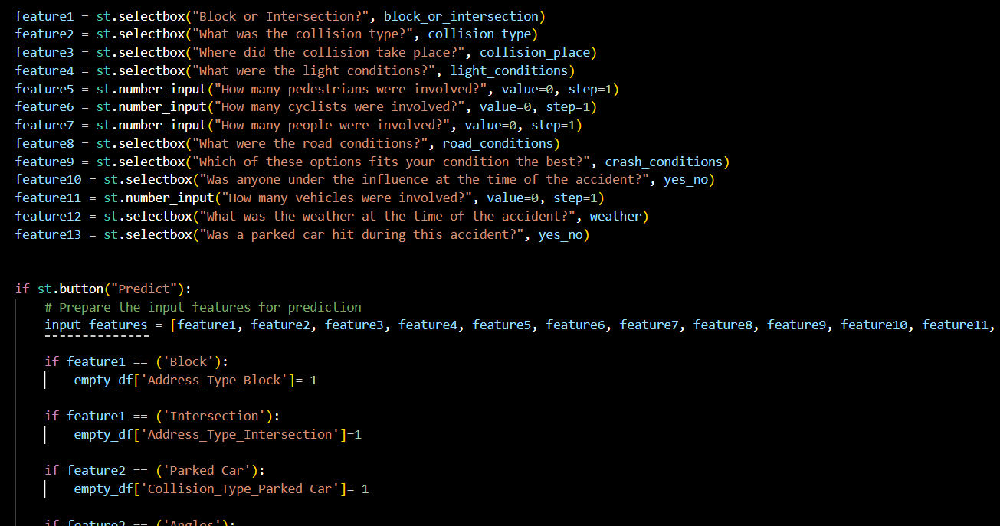 feature1 = st.selectbox("Block or Intersection?", block_or_intersection)
feature2 = st.selectbox("What was the collision type?", collision_type)
feature3 = st.selectbox("Where did the collision take place?", collision_place)
feature4 = st.selectbox("What were the light conditions?", light_conditions)
feature5 = st.number_input("How many pedestrians were involved?", value=0, step=1)
feature6 = st.number_input("How many cyclists were involved?", value=0, step=1)
feature7 = st.number_input("How many people were involved?", value=0, step=1)
feature8 = st.selectbox("What were the road conditions?", road_conditions)
feature9 = st.selectbox("Which of these options fits your condition the best?", crash_conditions)
feature10 = st.selectbox("Was anyone under the influence at the time of the accident?", yes_no)
feature11 = st.number_input("How many vehicles were involved?", value=0, step=1)
feature12 = st.selectbox("What was the weather at the time of the accident?", weather)
feature13 = st.selectbox("Was a parked car hit during this accident?", yes_no)
if st.button("Predict"):
    # Prepare the input features for prediction
    input_features = [feature1, feature2, feature3, feature4, feature5, feature6, feature7, feature8, feature9, feature10, feature11,
    if feature1 == ('Block'):
        empty_df['Address_Type_Block']= 1
    if feature1 == ('Intersection'):
        empty_df['Address_Type_Intersection']=1
    if feature2 == ('Parked Car'):
        empty_df['Collision_Type_Parked Car']= 1
    if feature2 == ('Angles'):